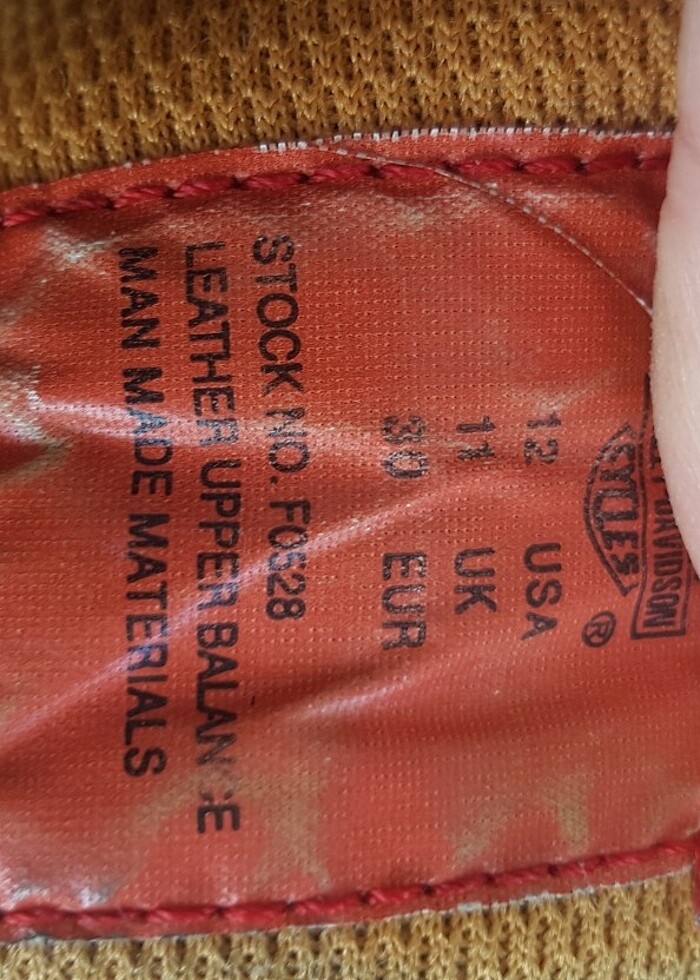 DAVIDSON
STYLES ®
12 USA
11 UK
30 EUR
STOCK NO. F0528
LEATHER UPPER BALANCE
MAN MADE MATERIALS